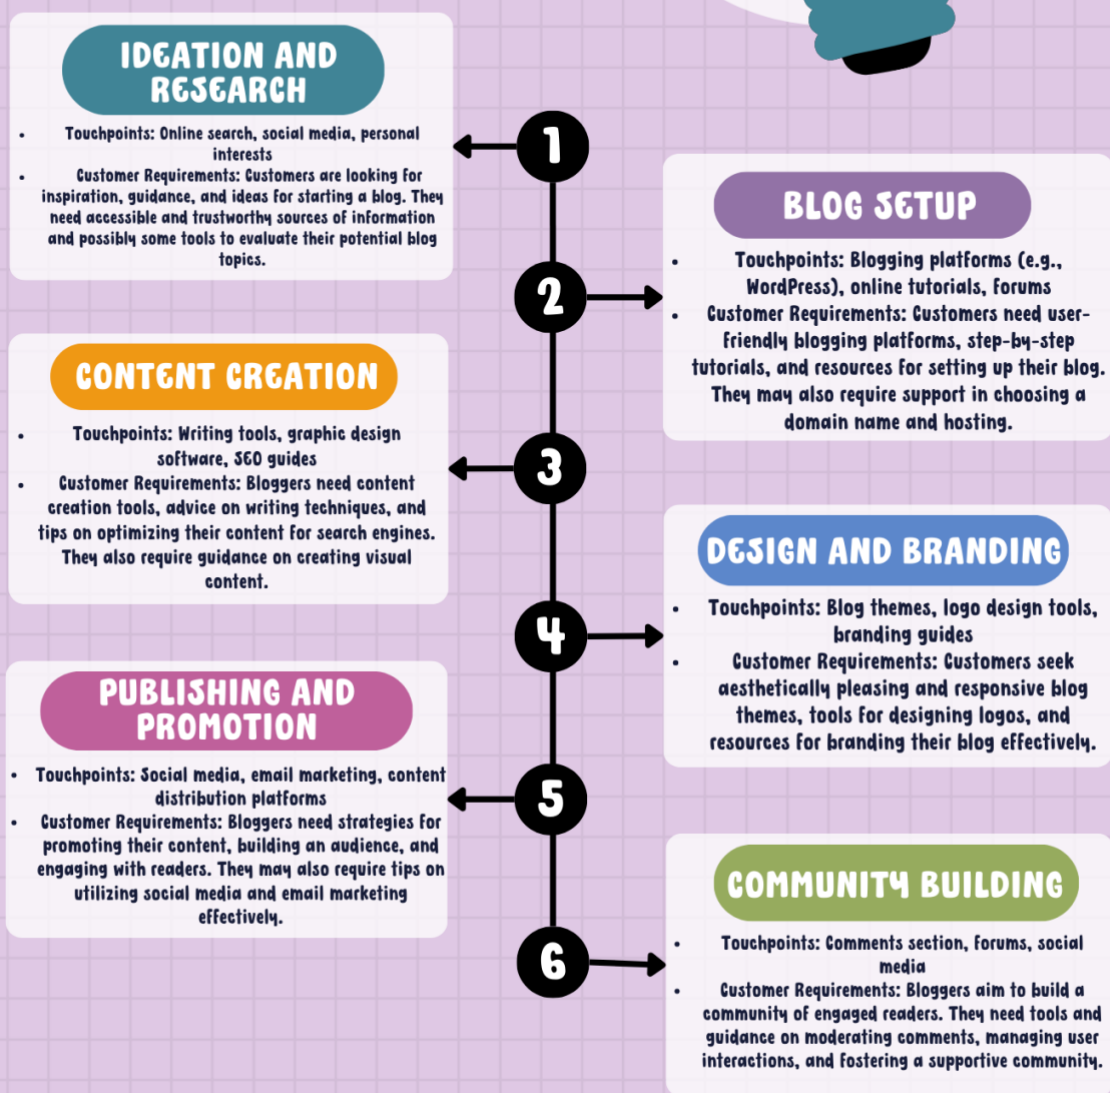 IDEATION AND
RESEARCH
• Touchpoints: Online search, social media, personal
interests
• Customer Requirements: Customers are looking for
inspiration, guidance, and ideas for starting a blog. They
need accessible and trustworthy sources of information
and possibly some tools to evaluate their potential blog
topics.
1
BLOG SETUP
• Touchpoints: Blogging platforms (e.g.,
WordPress), online tutorials, forums
• Customer Requirements: Customers need user-
friendly blogging platforms, step-by-step
tutorials, and resources for setting up their blog.
They may also require support in choosing a
domain name and hosting.
2
CONTENT CREATION
• Touchpoints: Writing tools, graphic design
software, SEO guides
• Customer Requirements: Bloggers need content
creation tools, advice on writing techniques, and
tips on optimizing their content for search engines.
They also require guidance on creating visual
content.
3
DESIGN AND BRANDING
• Touchpoints: Blog themes, logo design tools,
branding guides
• Customer Requirements: Customers seek
aesthetically pleasing and responsive blog
themes, tools for designing logos, and
resources for branding their blog effectively.
4
PUBLISHING AND
PROMOTION
• Touchpoints: Social media, email marketing, content
distribution platforms
• Customer Requirements: Bloggers need strategies for
promoting their content, building an audience, and
engaging with readers. They may also require tips on
utilizing social media and email marketing
effectively.
5
COMMUNITY BUILDING
• Touchpoints: Comments section, forums, social
media
• Customer Requirements: Bloggers aim to build a
community of engaged readers. They need tools and
guidance on moderating comments, managing user
interactions, and fostering a supportive community.
6